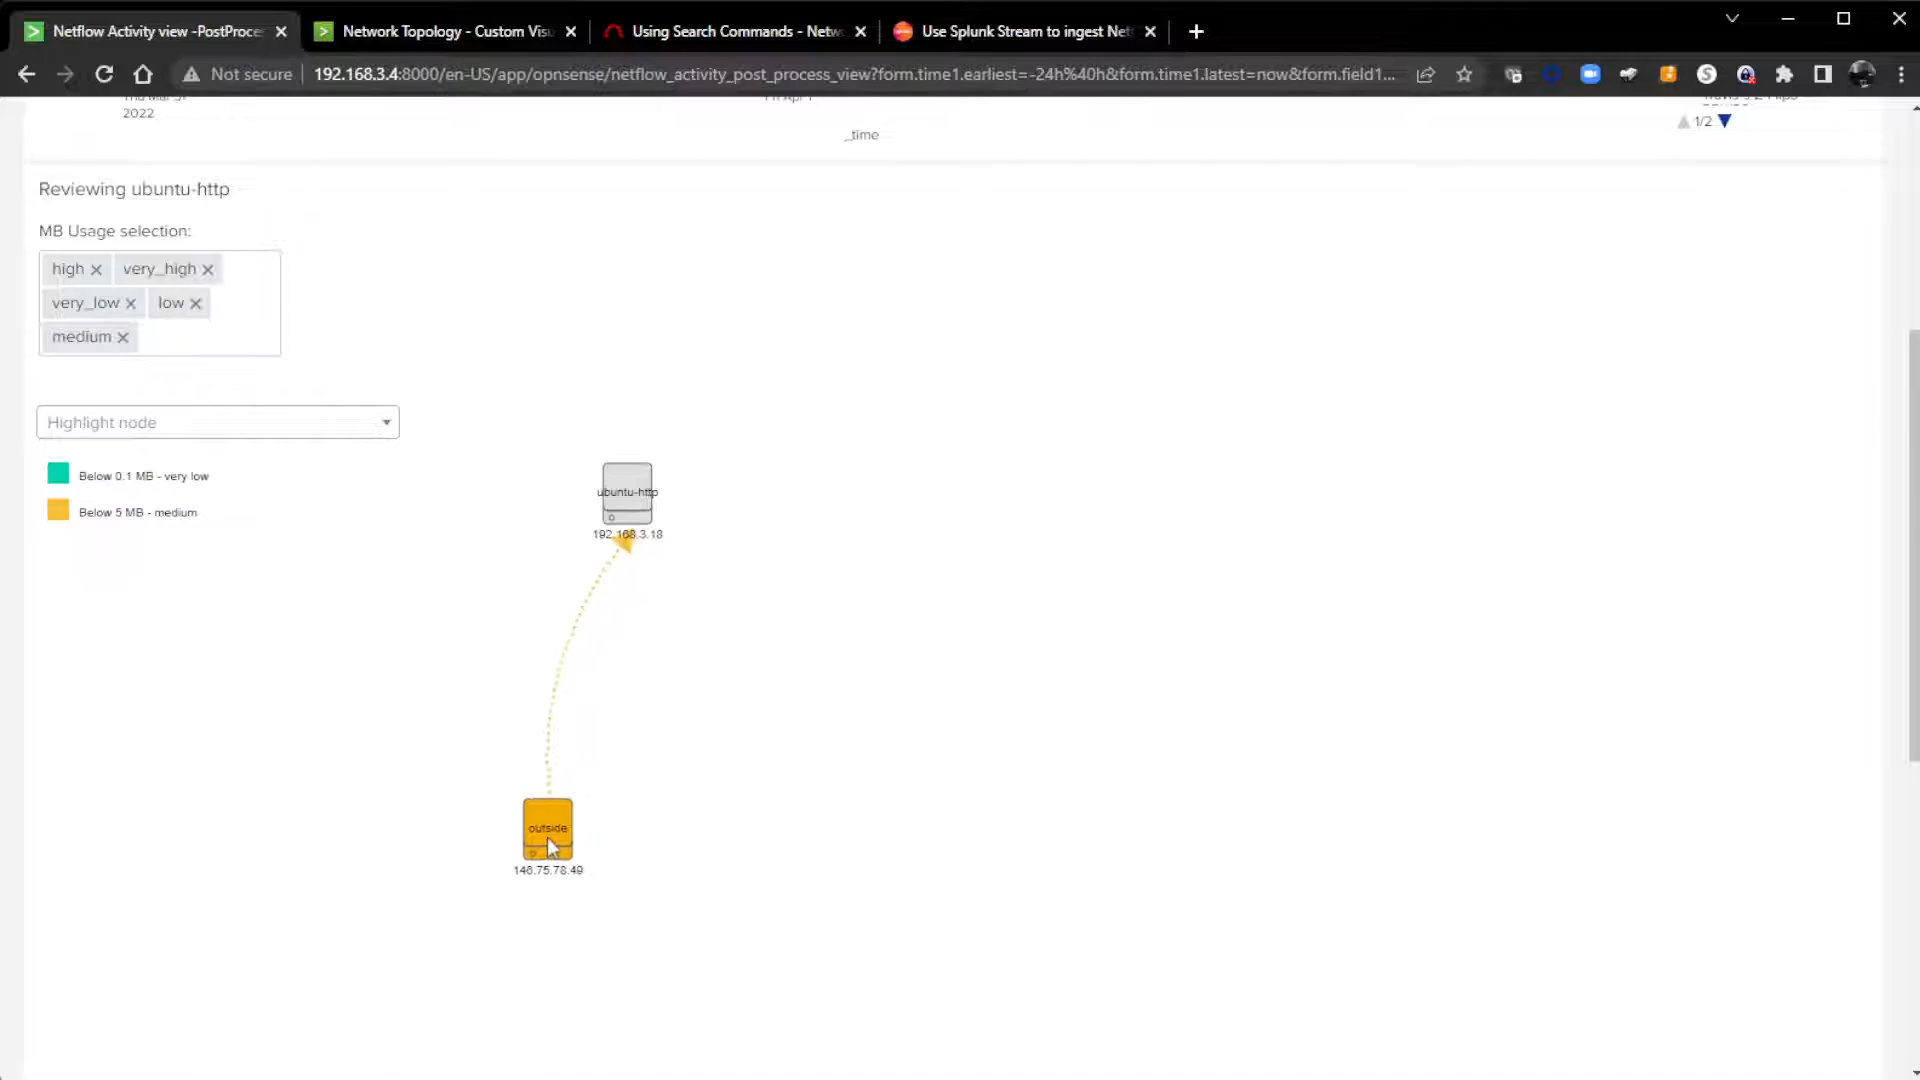 Netflow Activity view -PostProce
Network Topology - Custom Visu
Using Search Commands - Netw
Use Splunk Stream to ingest Net
Not secure
192.168.3.4:8000/en-US/app/opnsense/netflow_activity_post_process_view?form.time1.earliest=-24h%40h&form.time1.latest=now&form.field1...
2022
_time
1/2
Reviewing ubuntu-http
MB Usage selection:
high
very_high
very_low
low
medium
Highlight node
Below 0.1 MB - very low
Below 5 MB - medium
ubuntu-http
192.168.3.18
outside
146.75.78.49